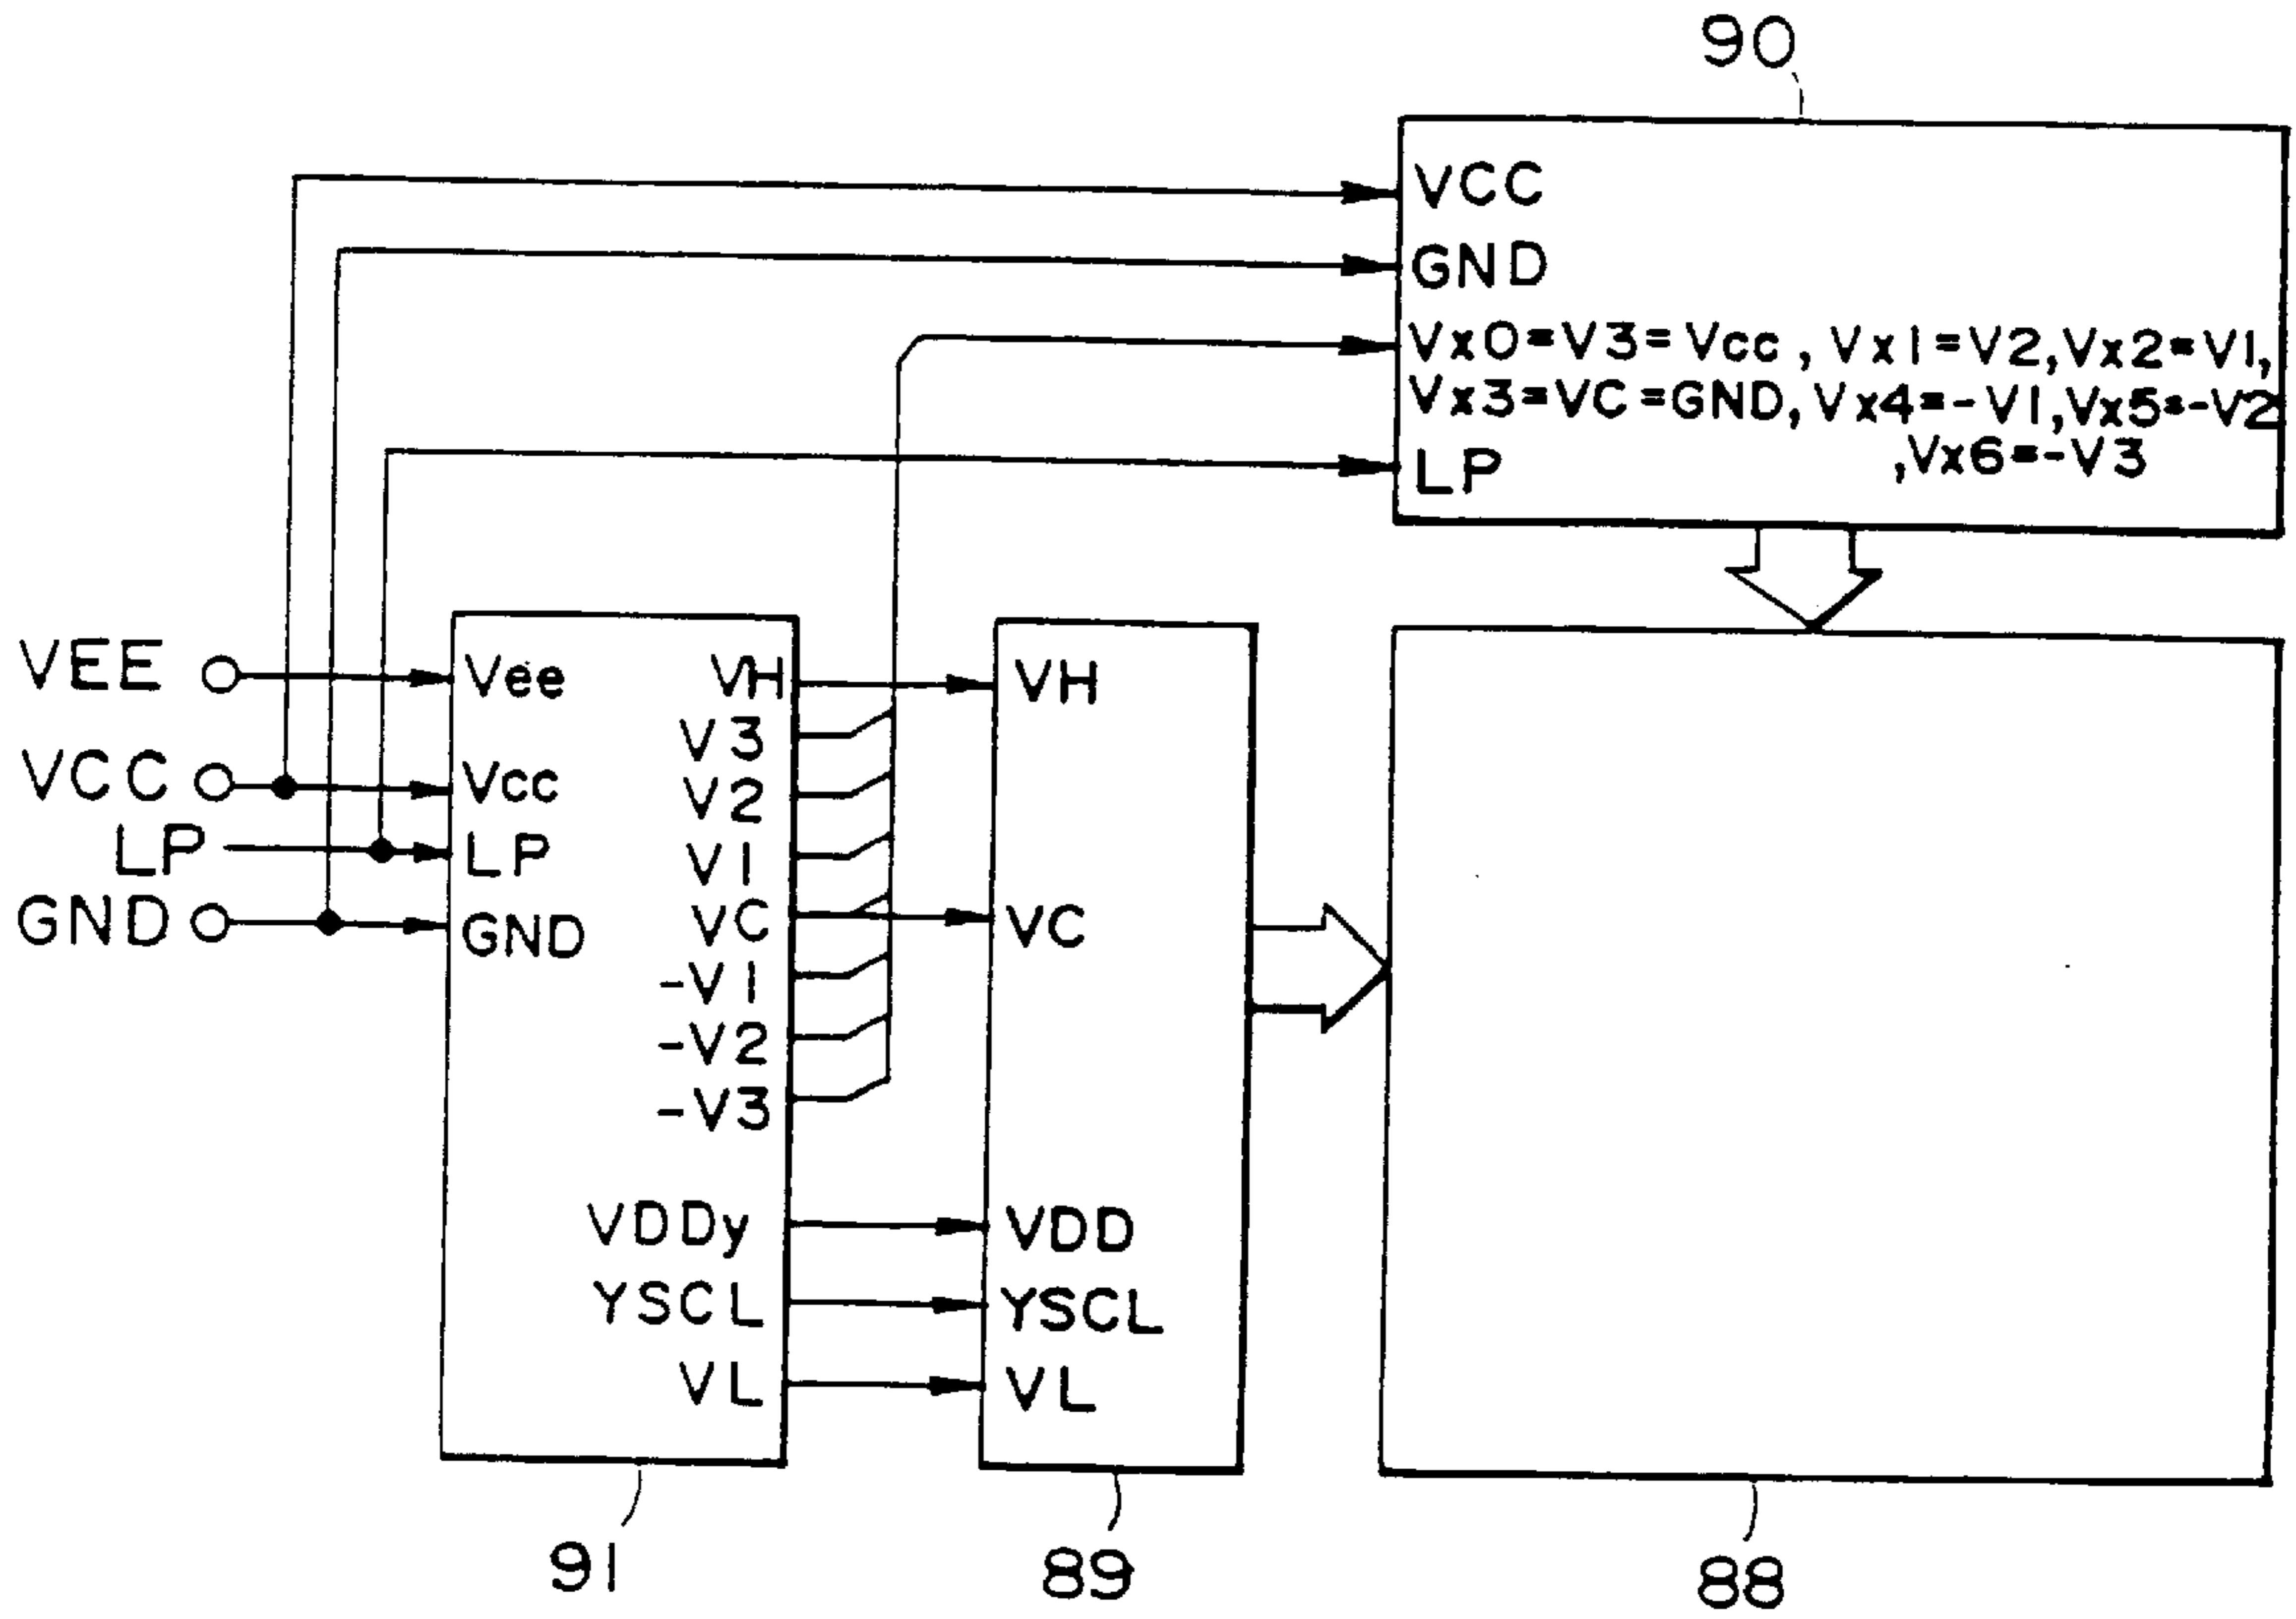 90
VCC
GND
Vx0=V3=Vcc, Vx1=V2,Vx2=V1,
Vx3=VC=GND,Vx4=-V1,Vx5=-V2
,Vx6=-V3
LP
VEE
VCC
LP
GND
Vee
Vcc
LP
GND
VH
V3
V2
V1
VC
-V1
-V2
-V3
VDDy
YSCL
VL
VH
VC
VDD
YSCL
VL
91
89
88